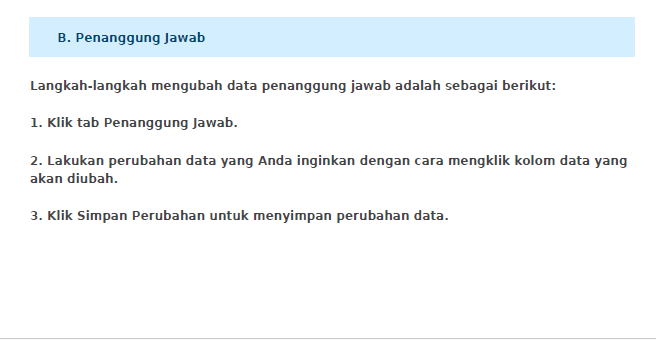 B. Penanggung Jawab
Langkah-langkah mengubah data penanggung jawab adalah sebagai berikut:
1. Klik tab Penanggung Jawab.
2. Lakukan perubahan data yang Anda inginkan dengan cara mengklik kolom data yang
akan diubah.
3. Klik Simpan Perubahan untuk menyimpan perubahan data.